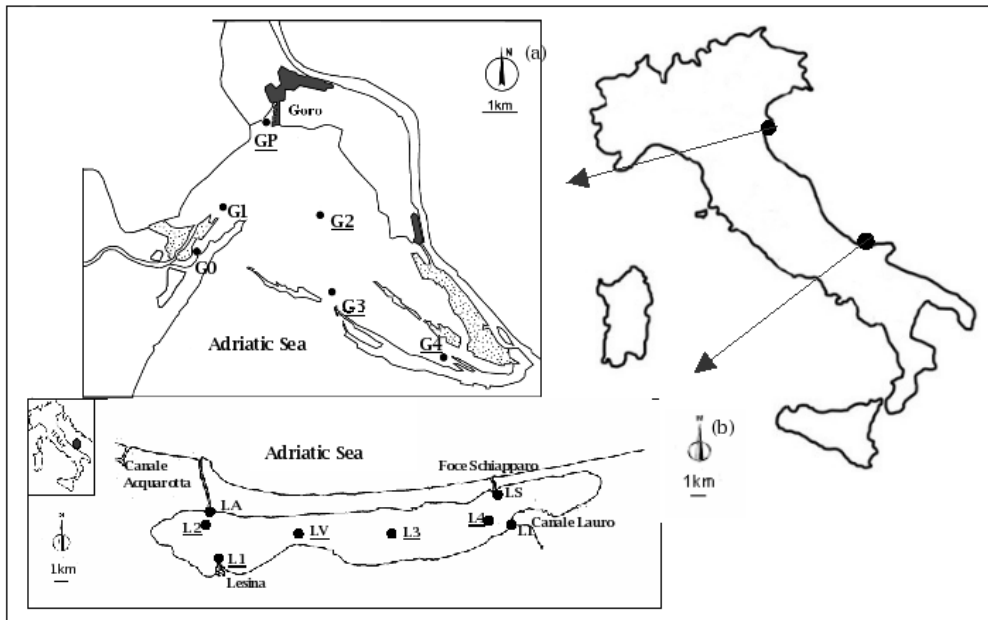 N
(a)
1km
Goro
GP
G1
G2
G0
G3
Adriatic Sea
G4
N
(b)
1km
Adriatic Sea
Canale
Acquarotta
Foce Schiapparo
LA
LS
L2
LV
L3
L4
Canale Lauro
L1
Lesina
N
1km